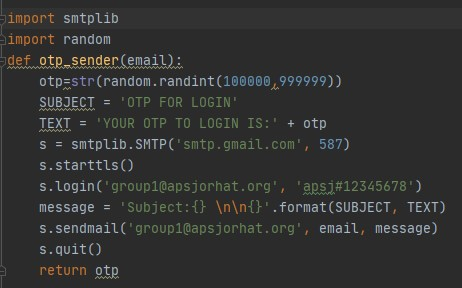 import smtplib
import random
def otp_sender(email):
otp=str(random.randint(100000,999999))
SUBJECT = 'OTP FOR LOGIN'
TEXT = 'YOUR OTP TO LOGIN IS:' + otp
s = smtplib.SMTP('smtp.gmail.com', 587)
s.starttls()
s.login('group1@apsjorhat.org', 'apsj#12345678')
message = 'Subject:{} \n\n{}'.format(SUBJECT, TEXT)
s.sendmail('group1@apsjorhat.org', email, message)
s.quit()
return otp